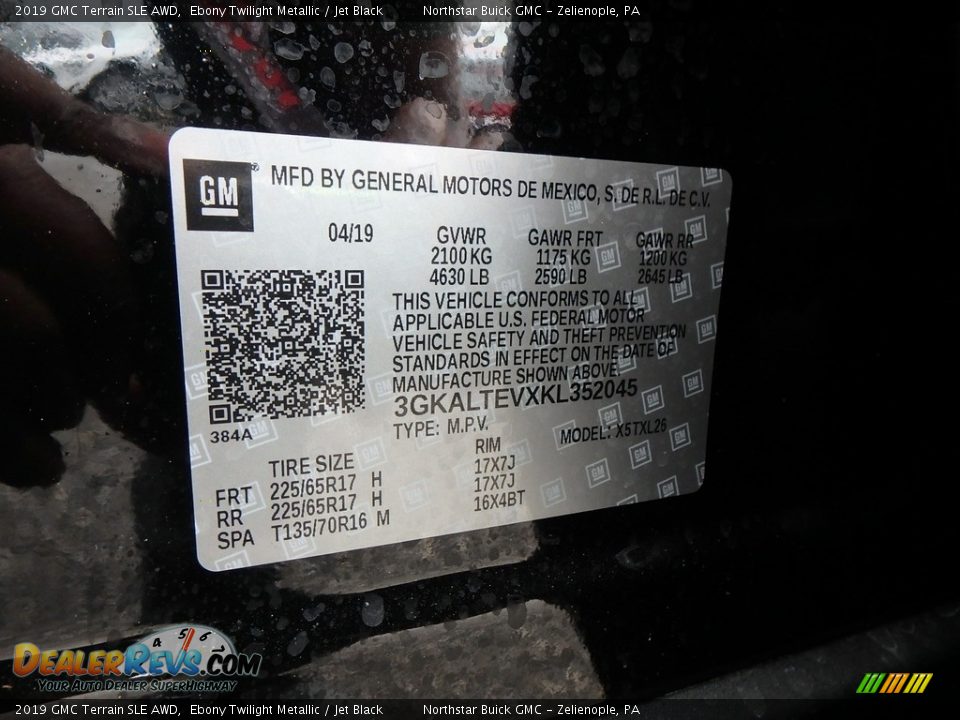 2019 GMC Terrain SLE AWD, Ebony Twilight Metallic / Jet Black Northstar Buick GMC - Zelienople, PA
GM ® MFD BY GENERAL MOTORS DE MEXICO, S. DE R.L. DE C.V.
04/19 GVWR GAWR FRT GAWR RR
2100 KG 1175 KG 1200 KG
4630 LB 2590 LB 2645 LB
THIS VEHICLE CONFORMS TO ALL
APPLICABLE U.S. FEDERAL MOTOR
VEHICLE SAFETY AND THEFT PREVENTION
STANDARDS IN EFFECT ON THE DATE OF
MANUFACTURE SHOWN ABOVE.
3GKALTEVXKL352045
384A TYPE: M.P.V. MODEL: X5TXL26
TIRE SIZE RIM
FRT 225/65R17 H 17X7J
RR 225/65R17 H 17X7J
SPA T135/70R16 M 16X4BT
4 5 6
DEALERREVS.COM
YOUR AUTO DEALER SUPERHIGHWAY
2019 GMC Terrain SLE AWD, Ebony Twilight Metallic / Jet Black Northstar Buick GMC - Zelienople, PA